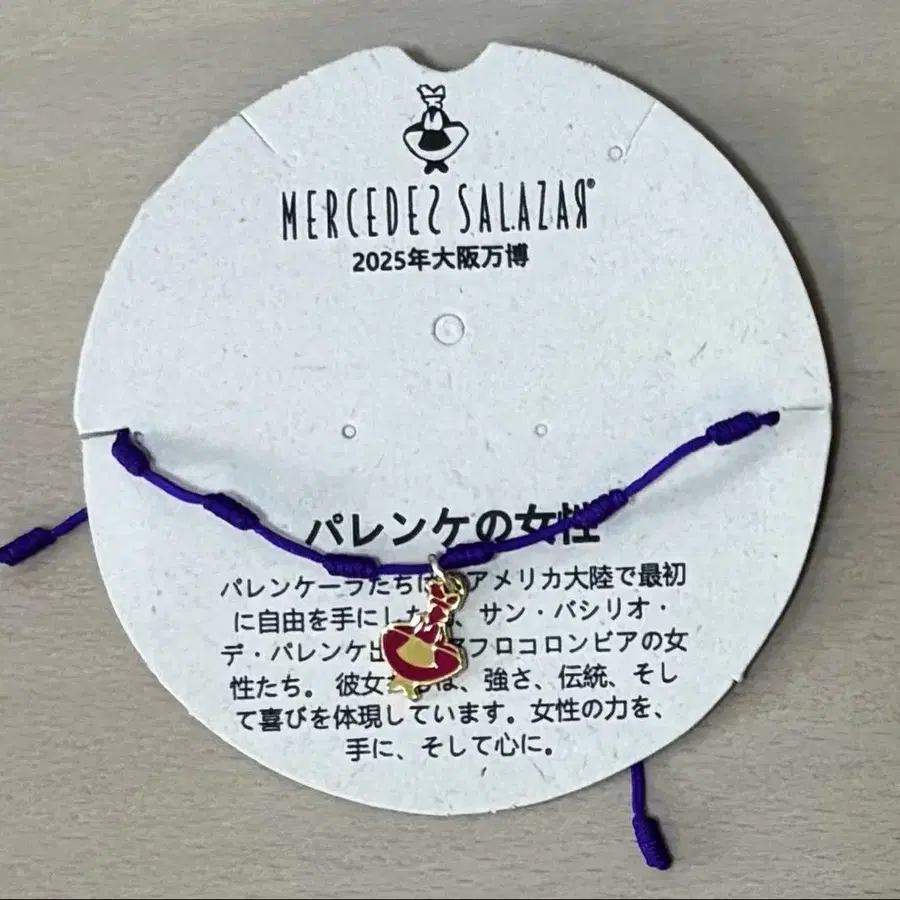 MERCEDES SALAZAR®
2025年大阪万博
パレンケの女性
パレンケーラたちは アメリカ大陸で最初
に自由を手にした 、サン・バシリオ・
デ・パレンケ出 フロコロンビアの女
性たち。 彼女たちは、強さ、伝統、そし
て喜びを体現しています。女性の力を、
手に、そして心に。